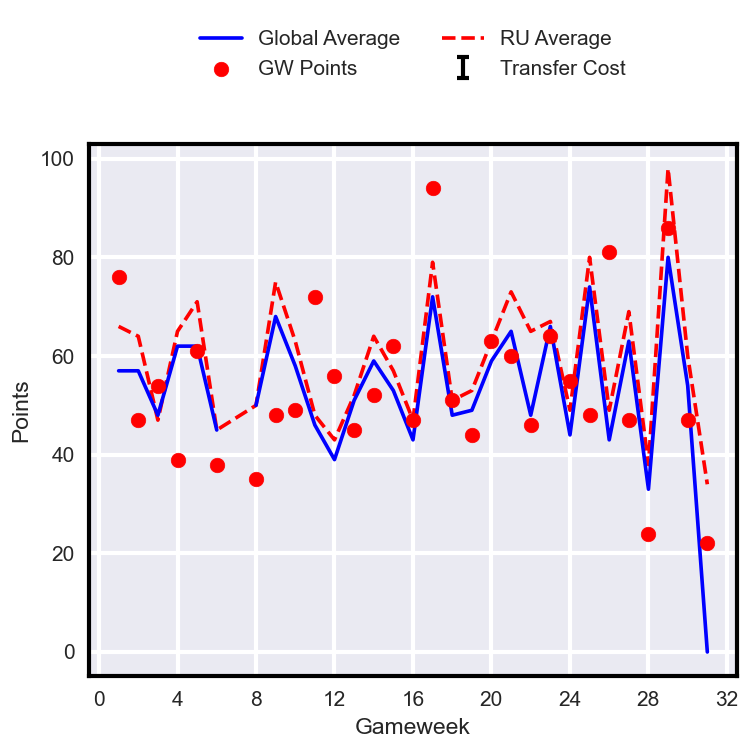 Global Average
RU Average
GW Points
Transfer Cost
100
80
60
40
20
0
Points
0 4 8 12 16 20 24 28 32
Gameweek